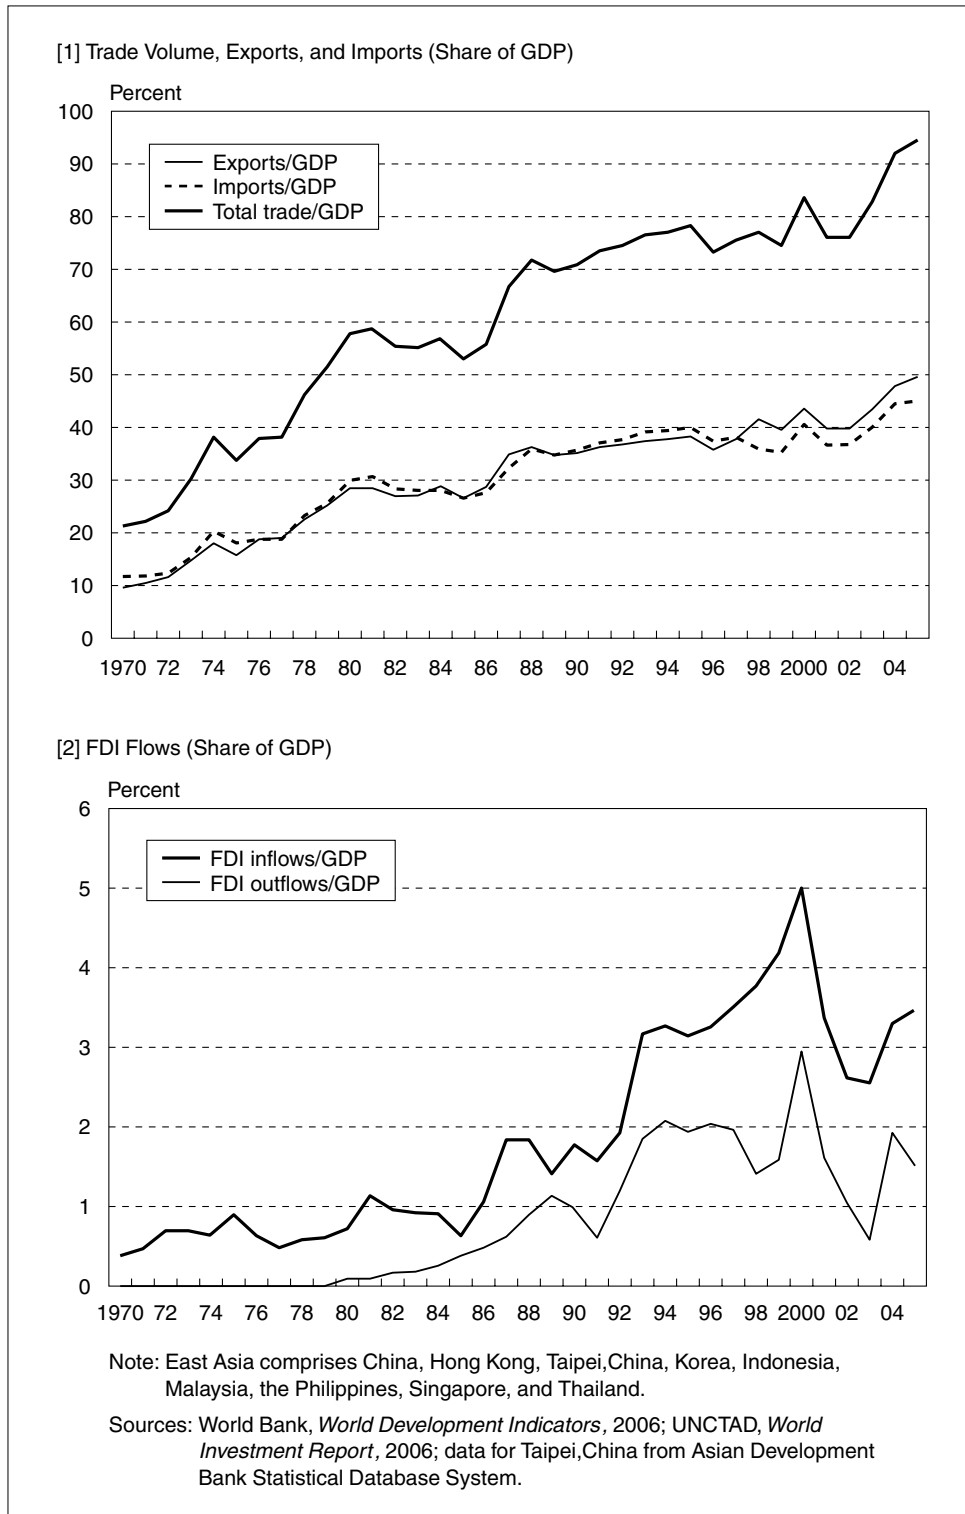 [1] Trade Volume, Exports, and Imports (Share of GDP)
Percent
100
90
80
70
60
50
40
30
20
10
0
Exports/GDP
Imports/GDP
Total trade/GDP
1970 72 74 76 78 80 82 84 86 88 90 92 94 96 98 2000 02 04
[2] FDI Flows (Share of GDP)
Percent
6
5
4
3
2
1
0
FDI inflows/GDP
FDI outflows/GDP
1970 72 74 76 78 80 82 84 86 88 90 92 94 96 98 2000 02 04
Note: East Asia comprises China, Hong Kong, Taipei,China, Korea, Indonesia,
Malaysia, the Philippines, Singapore, and Thailand.
Sources: World Bank, World Development Indicators, 2006; UNCTAD, World
Investment Report, 2006; data for Taipei,China from Asian Development
Bank Statistical Database System.